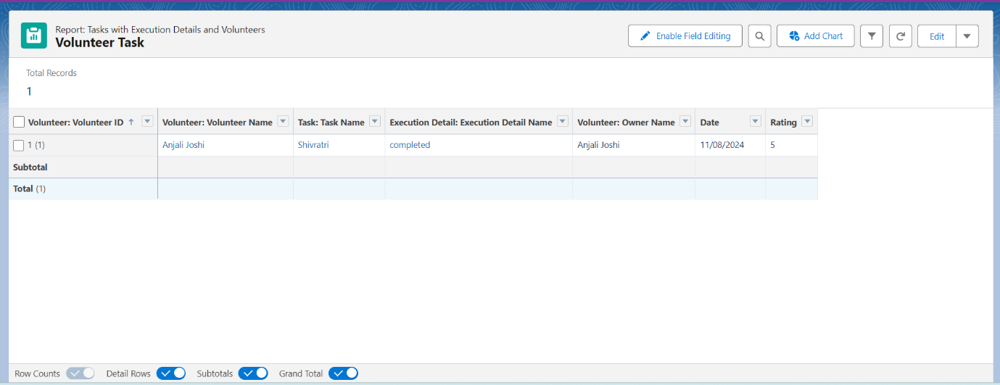 Report: Tasks with Execution Details and Volunteers
Volunteer Task
Enable Field Editing
Add Chart
Edit
Total Records
1
Volunteer: Volunteer ID ↑ Volunteer: Volunteer Name Task: Task Name Execution Detail: Execution Detail Name Volunteer: Owner Name Date Rating
1 (1) Anjali Joshi Shivratri completed Anjali Joshi 11/08/2024 5
Subtotal
Total (1)
Row Counts Detail Rows Subtotals Grand Total